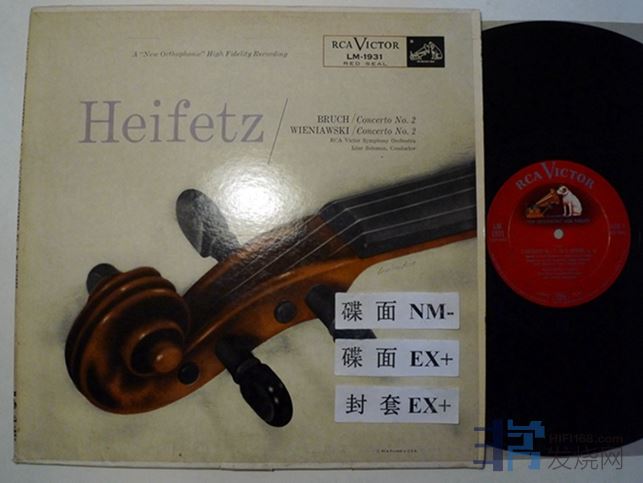 A "New Orthophonic" High Fidelity Recording
RCA VICTOR
LM-1931
RED SEAL
Heifetz
BRUCH / Concerto No. 2
WIENIAWSKI / Concerto No. 2
RCA Victor Symphony Orchestra
Izler Solomon, Conductor
RCA VICTOR
LM
1931
碟面 NM-
碟面 EX+
封套 EX+
HIFI168.com
发烧网